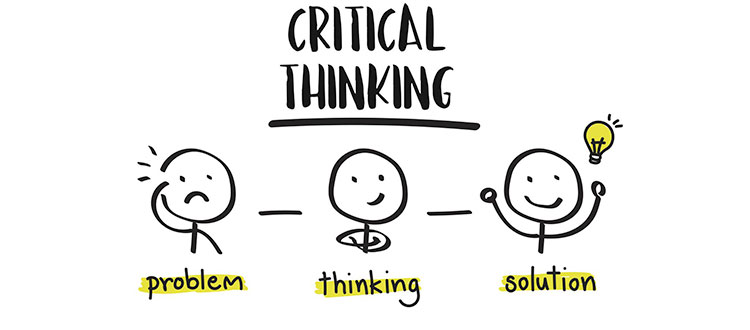 CRITICAL
THINKING
problem
thinking
solution